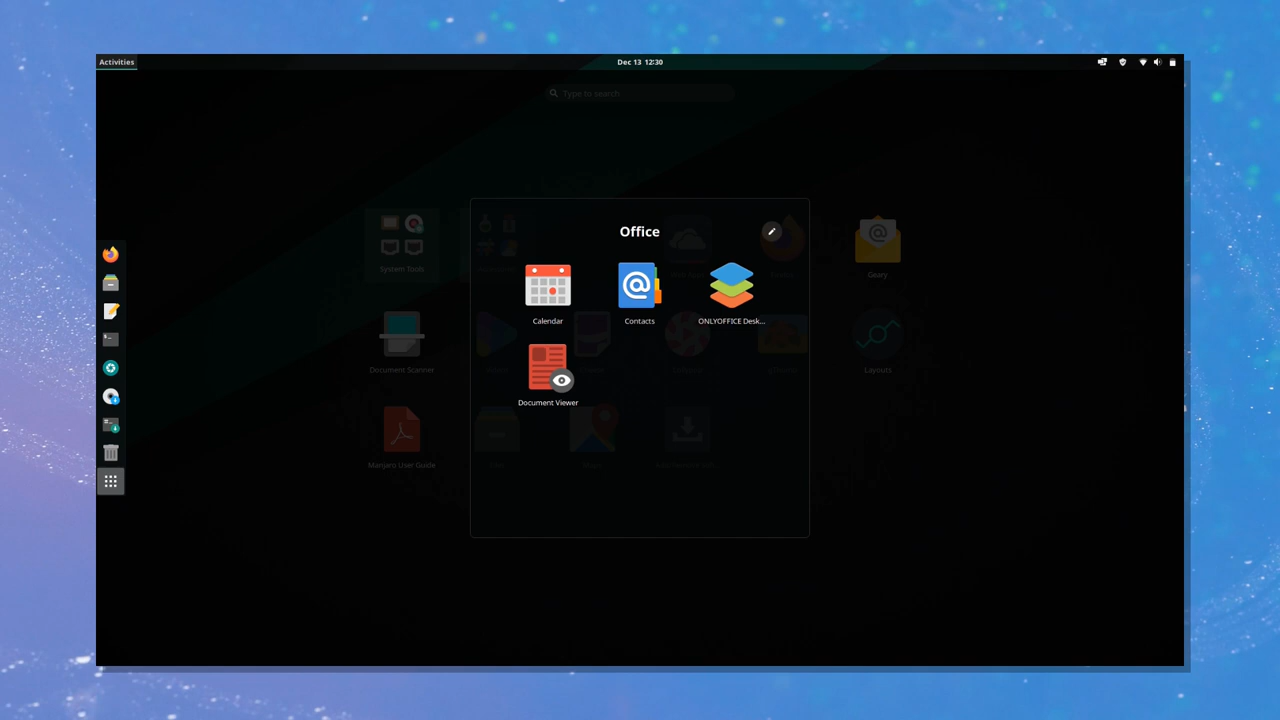 Activities
Dec 13 12:30
Type to search
Office
System Tools
Geary
Calendar
Contacts
ONLYOFFICE Desk...
Document Scanner
Layouts
Document Viewer
Manjaro User Guide